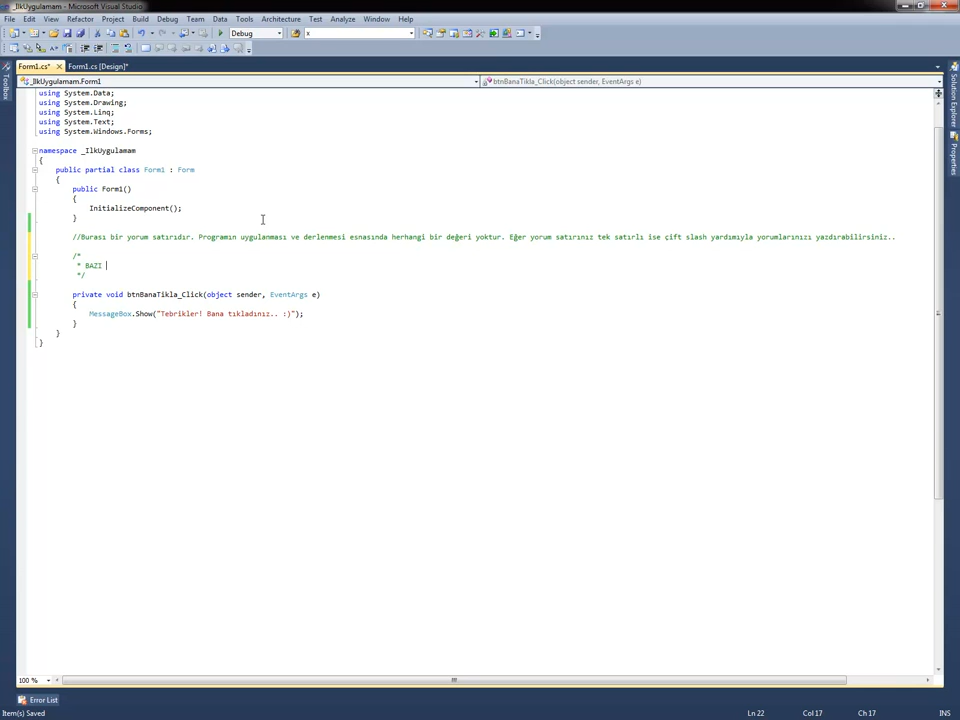 _IlkUygulamam - Microsoft Visual Studio
File Edit View Refactor Project Build Debug Team Data Tools Architecture Test Analyze Window Help
Debug x
Form1.cs* Form1.cs [Design]*
_IlkUygulamam.Form1 btnBanaTikla_Click(object sender, EventArgs e)
Toolbox
Solution Explorer
Properties
using System.Data;
using System.Drawing;
using System.Linq;
using System.Text;
using System.Windows.Forms;
namespace _IlkUygulamam
{
public partial class Form1 : Form
{
public Form1()
{
InitializeComponent();
}
//Burası bir yorum satırıdır. Programın uygulanması ve derlenmesi esnasında herhangi bir değeri yoktur. Eğer yorum satırınız tek satırlı ise çift slash yardımıyla yorumlarınızı yazdırabilirsiniz..
/*
* BAZI
*/
private void btnBanaTikla_Click(object sender, EventArgs e)
{
MessageBox.Show("Tebrikler! Bana tıkladınız.. :)");
}
}
}
100 %
Error List
Item(s) Saved Ln 22 Col 17 Ch 17 INS